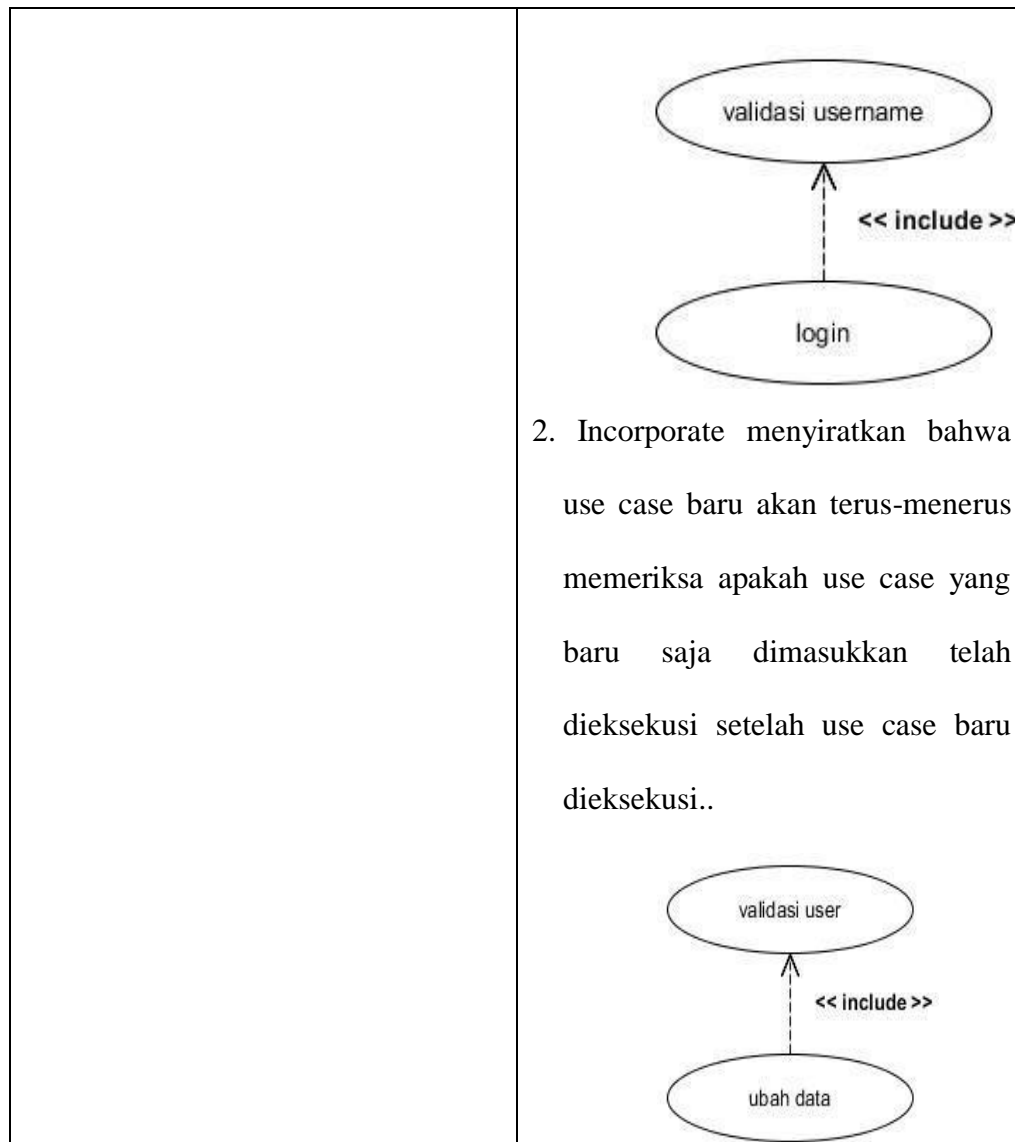 validasi username
<< include >>
login
2. Incorporate menyiratkan bahwa
use case baru akan terus-menerus
memeriksa apakah use case yang
baru saja dimasukkan telah
dieksekusi setelah use case baru
dieksekusi..
validasi user
<< include >>
ubah data